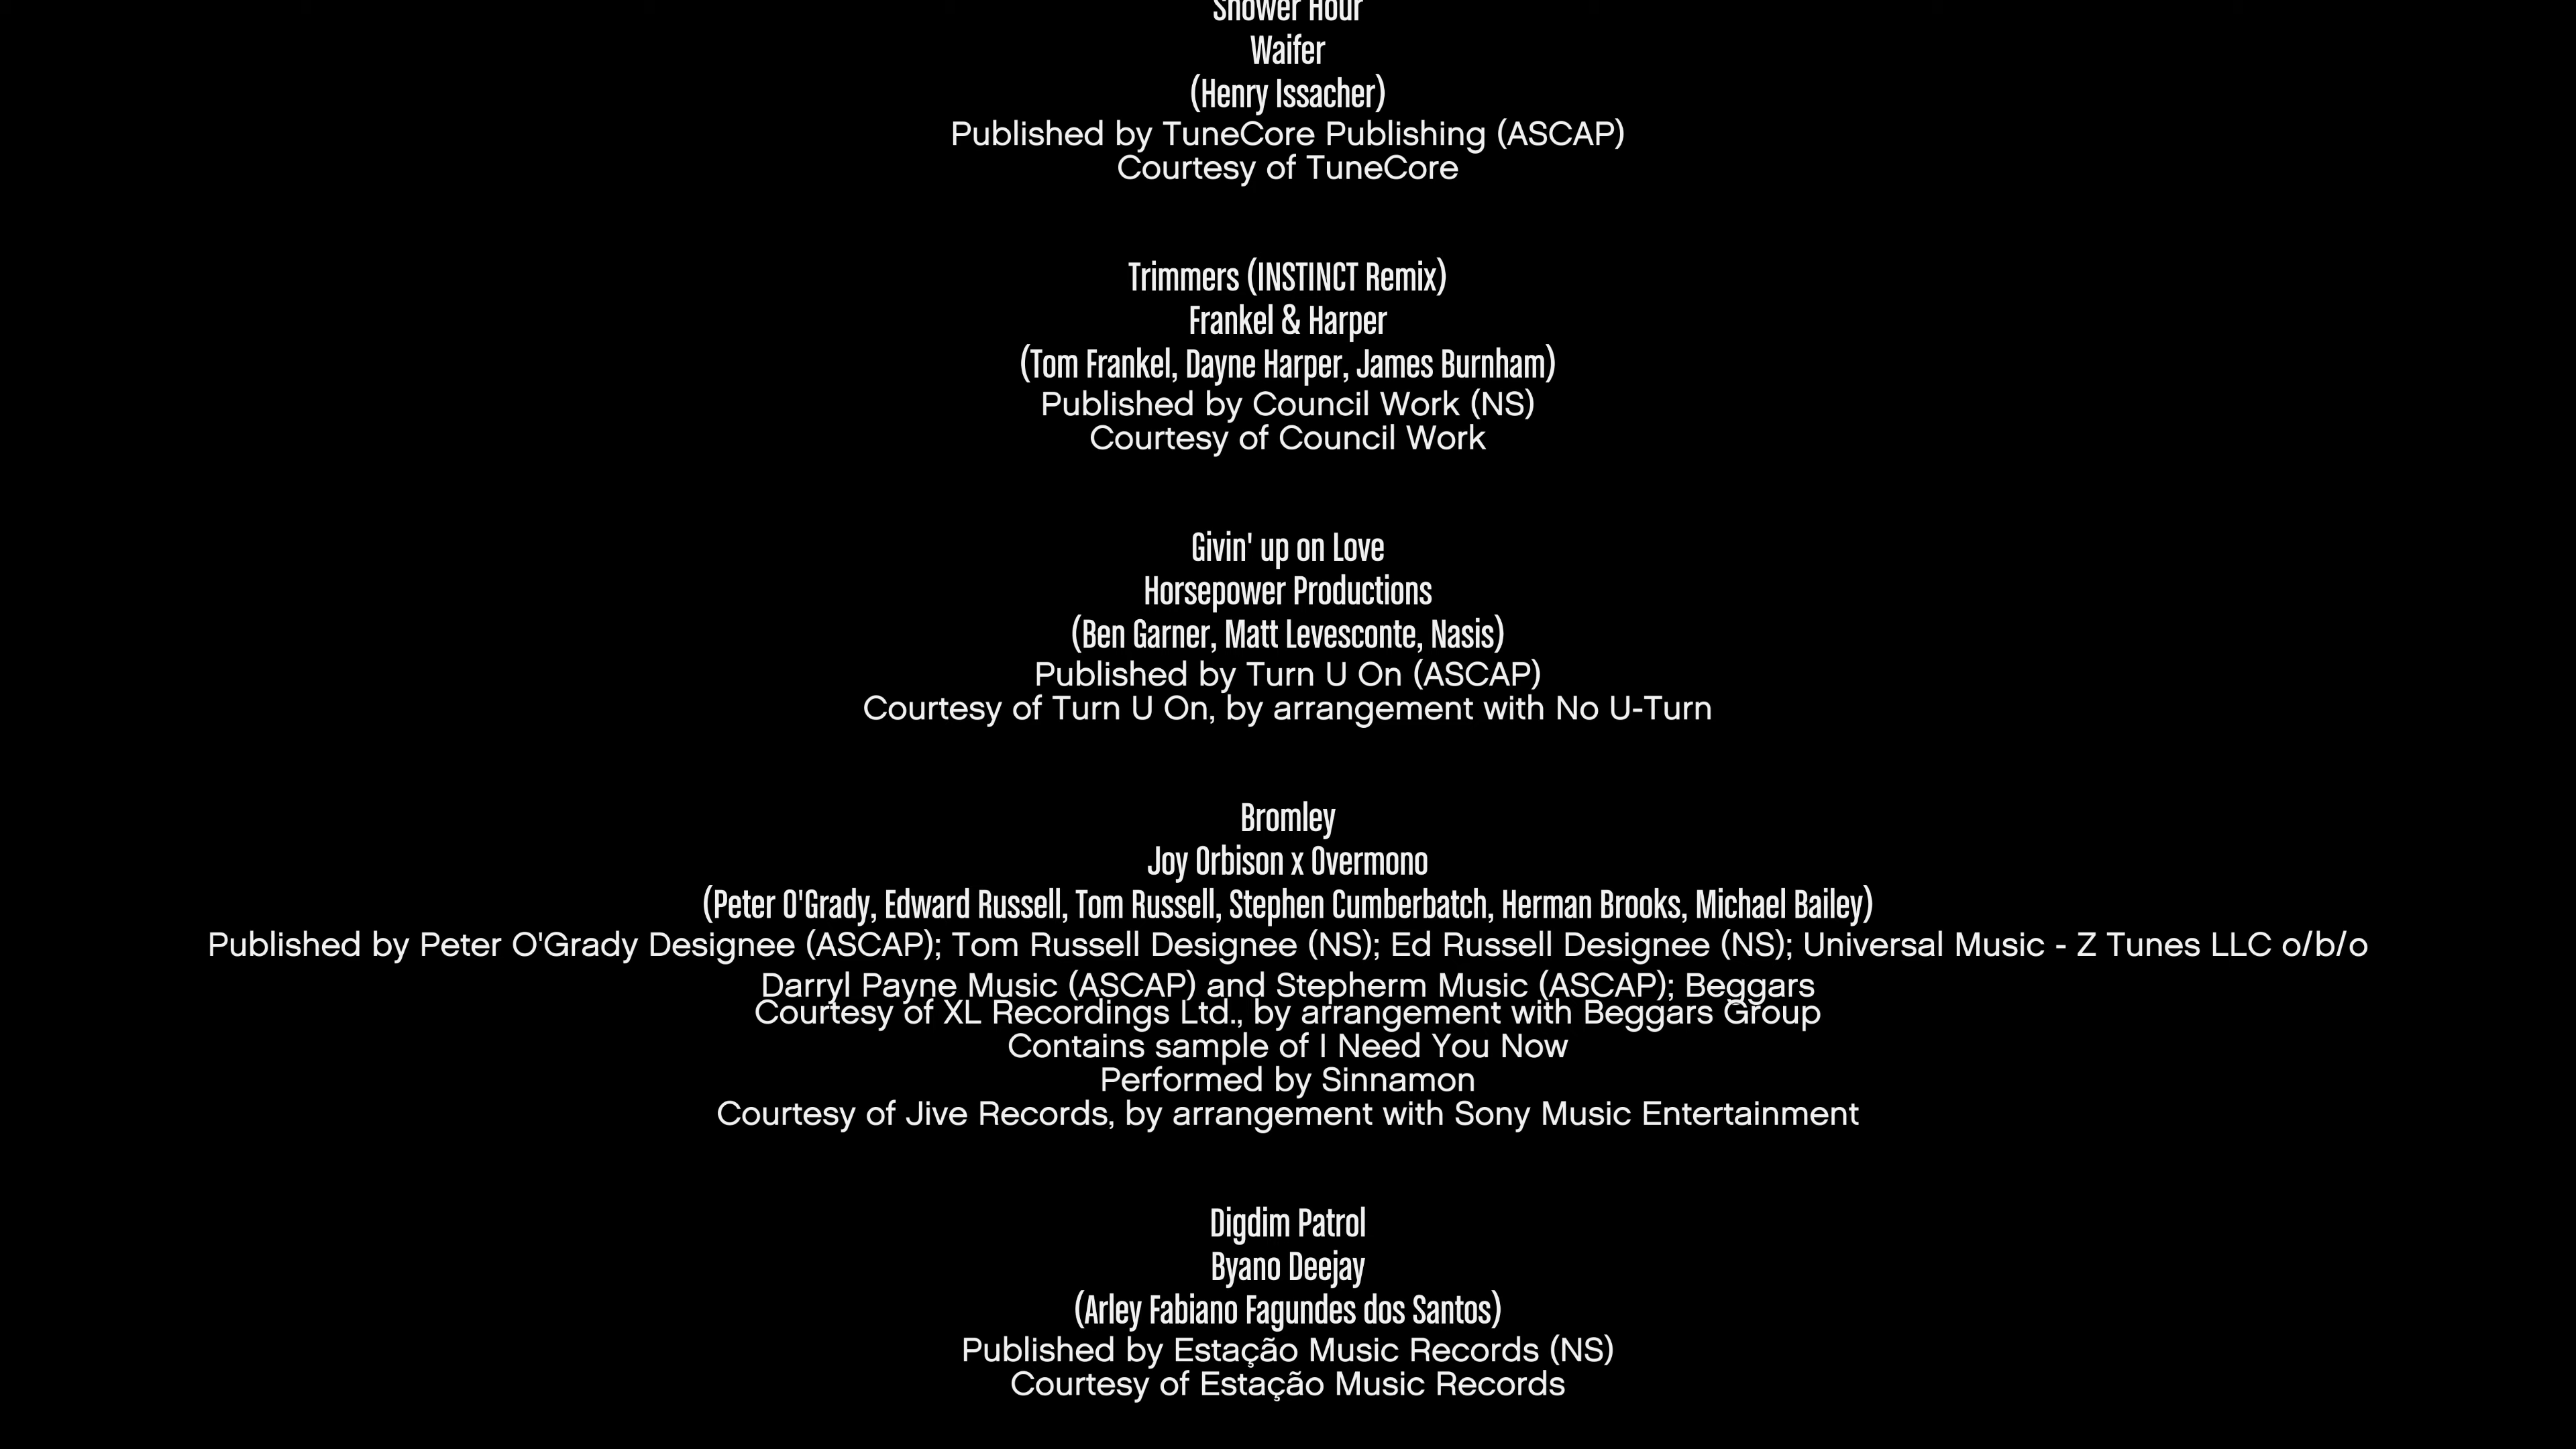 Shower Hour
Waifer
(Henry Issacher)
Published by TuneCore Publishing (ASCAP)
Courtesy of TuneCore
Trimmers (INSTINCT Remix)
Frankel & Harper
(Tom Frankel, Dayne Harper, James Burnham)
Published by Council Work (NS)
Courtesy of Council Work
Givin' up on Love
Horsepower Productions
(Ben Garner, Matt Levesconte, Nasis)
Published by Turn U On (ASCAP)
Courtesy of Turn U On, by arrangement with No U-Turn
Bromley
Joy Orbison x Overmono
(Peter O'Grady, Edward Russell, Tom Russell, Stephen Cumberbatch, Herman Brooks, Michael Bailey)
Published by Peter O'Grady Designee (ASCAP); Tom Russell Designee (NS); Ed Russell Designee (NS); Universal Music - Z Tunes LLC o/b/o
Darryl Payne Music (ASCAP) and Stepherm Music (ASCAP); Beggars
Courtesy of XL Recordings Ltd., by arrangement with Beggars Group
Contains sample of I Need You Now
Performed by Sinnamon
Courtesy of Jive Records, by arrangement with Sony Music Entertainment
Digdim Patrol
Byano Deejay
(Arley Fabiano Fagundes dos Santos)
Published by Estação Music Records (NS)
Courtesy of Estação Music Records